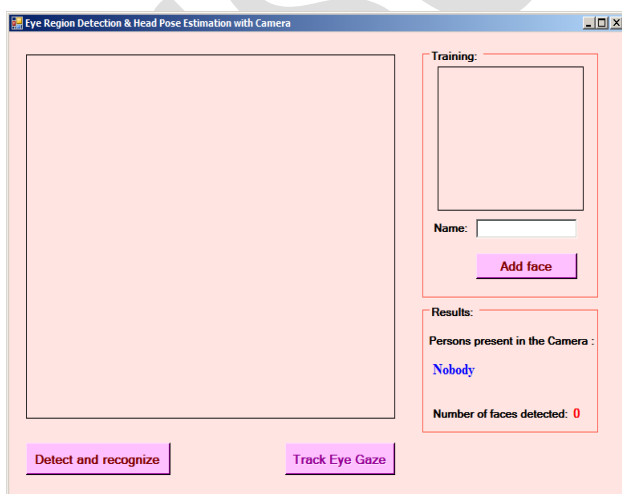 Eye Region Detection & Head Pose Estimation with Camera
Training:
Name:
Add face
Results:
Persons present in the Camera :
Nobody
Number of faces detected: 0
Detect and recognize
Track Eye Gaze